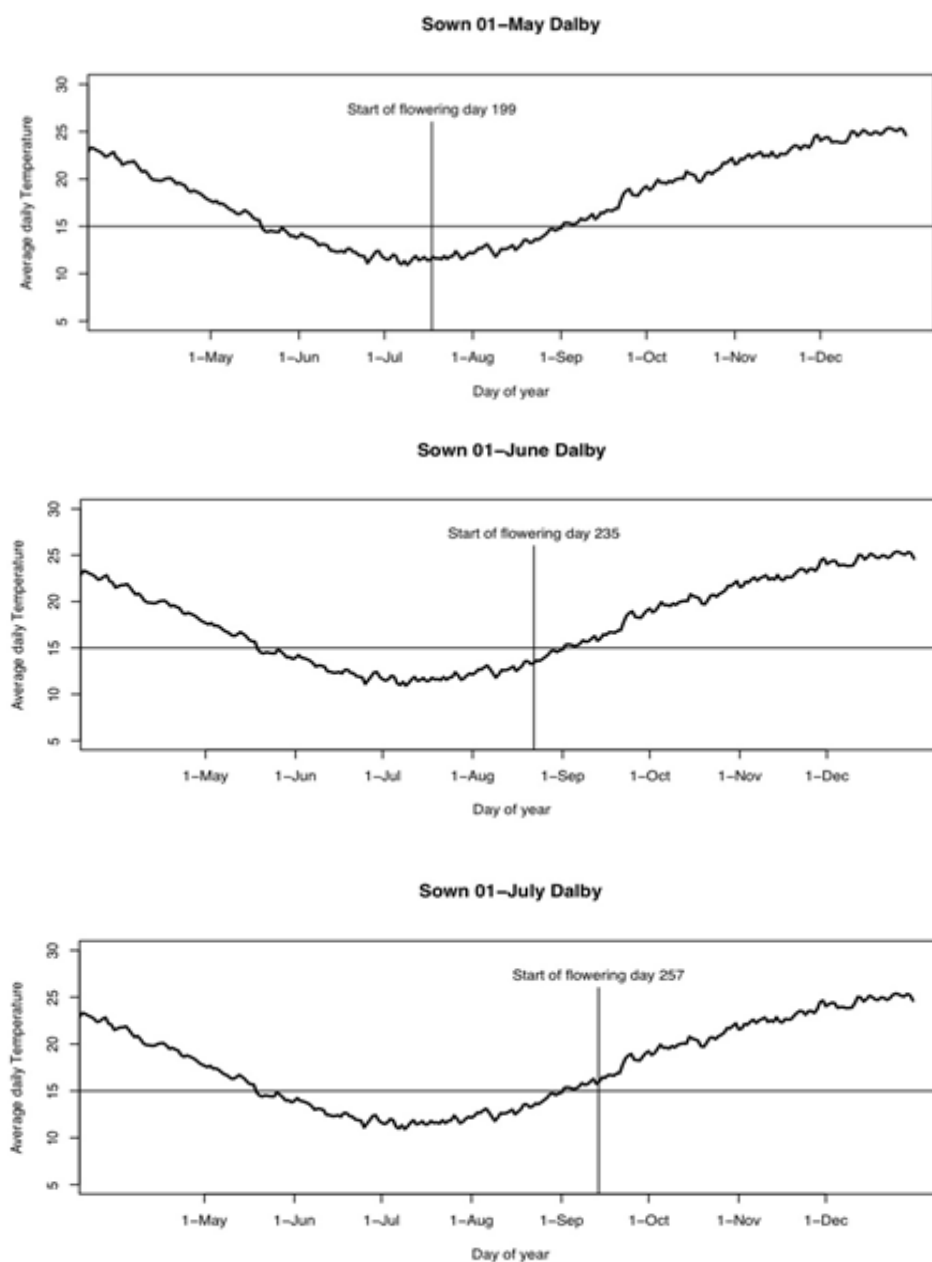 Sown 01–May Dalby
Start of flowering day 199
Average daily Temperature
30
25
20
15
10
5
1–May 1–Jun 1–Jul 1–Aug 1–Sep 1–Oct 1–Nov 1–Dec
Day of year
Sown 01–June Dalby
Start of flowering day 235
Average daily Temperature
30
25
20
15
10
5
1–May 1–Jun 1–Jul 1–Aug 1–Sep 1–Oct 1–Nov 1–Dec
Day of year
Sown 01–July Dalby
Start of flowering day 257
Average daily Temperature
30
25
20
15
10
5
1–May 1–Jun 1–Jul 1–Aug 1–Sep 1–Oct 1–Nov 1–Dec
Day of year